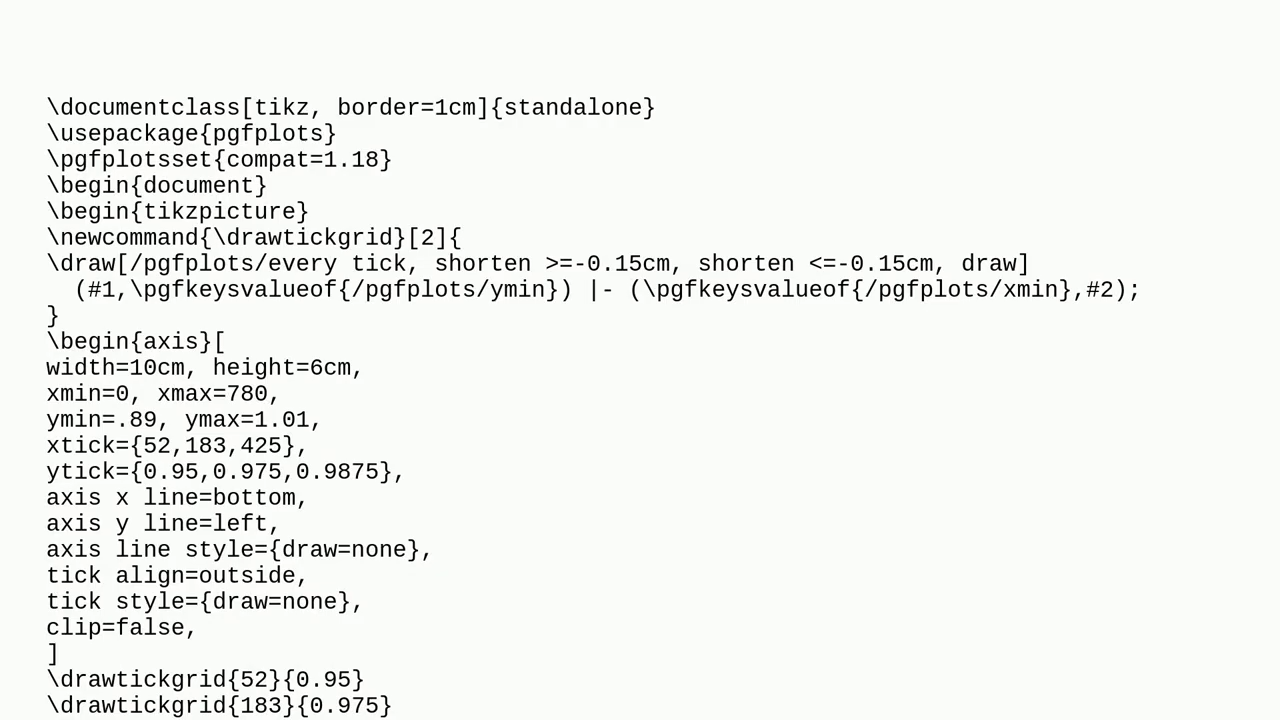 \documentclass[tikz, border=1cm]{standalone}
\usepackage{pgfplots}
\pgfplotsset{compat=1.18}
\begin{document}
\begin{tikzpicture}
\newcommand{\drawtickgrid}[2]{
\draw[/pgfplots/every tick, shorten >=-0.15cm, shorten <=-0.15cm, draw]
  (#1,\pgfkeysvalueof{/pgfplots/ymin}) |- (\pgfkeysvalueof{/pgfplots/xmin},#2);
}
\begin{axis}[
width=10cm, height=6cm,
xmin=0, xmax=780,
ymin=.89, ymax=1.01,
xtick={52,183,425},
ytick={0.95,0.975,0.9875},
axis x line=bottom,
axis y line=left,
axis line style={draw=none},
tick align=outside,
tick style={draw=none},
clip=false,
]
\drawtickgrid{52}{0.95}
\drawtickgrid{183}{0.975}